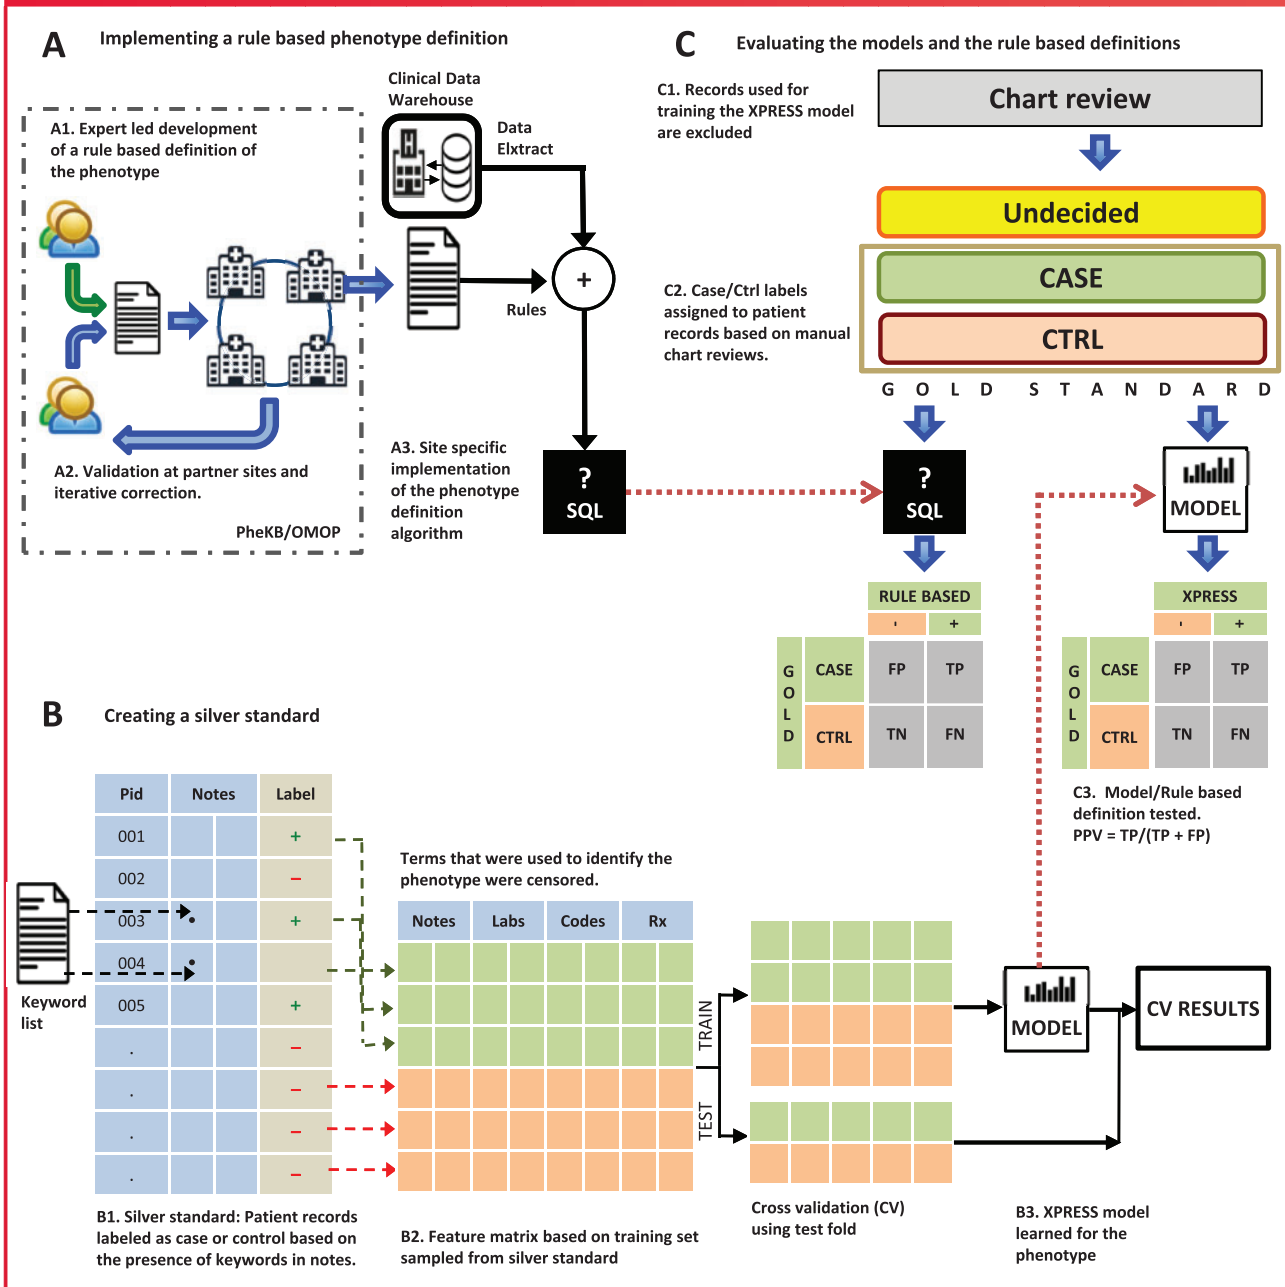 A
Implementing a rule based phenotype definition
A1. Expert led development
of a rule based definition of
the phenotype
A2. Validation at partner sites and
iterative correction.
PheKB/OMOP
Clinical Data
Warehouse
H
Data
Elxtract
Rules
+
A3. Site specific
implementation
of the phenotype
definition
algorithm
?
SQL
C
Evaluating the models and the rule based definitions
C1. Records used for
training the XPRESS model
are excluded
Chart review
Undecided
CASE
CTRL
GOLD STANDARD
C2. Case/Ctrl labels
assigned to patient
records based on manual
chart reviews.
?
SQL
MODEL
RULE BASED
- +
GOLD
CASE FP TP
CTRL TN FN
XPRESS
- +
GOLD
CASE FP TP
CTRL TN FN
C3. Model/Rule based
definition tested.
PPV = TP/(TP + FP)
B
Creating a silver standard
Keyword
list
Pid Notes Label
001 +
002 –
003 • +
004 •
005 +
. –
. –
. –
. –
B1. Silver standard: Patient records
labeled as case or control based on
the presence of keywords in notes.
Terms that were used to identify the
phenotype were censored.
Notes Labs Codes Rx
B2. Feature matrix based on training set
sampled from silver standard
TRAIN
TEST
Cross validation (CV)
using test fold
MODEL
CV RESULTS
B3. XPRESS model
learned for the
phenotype